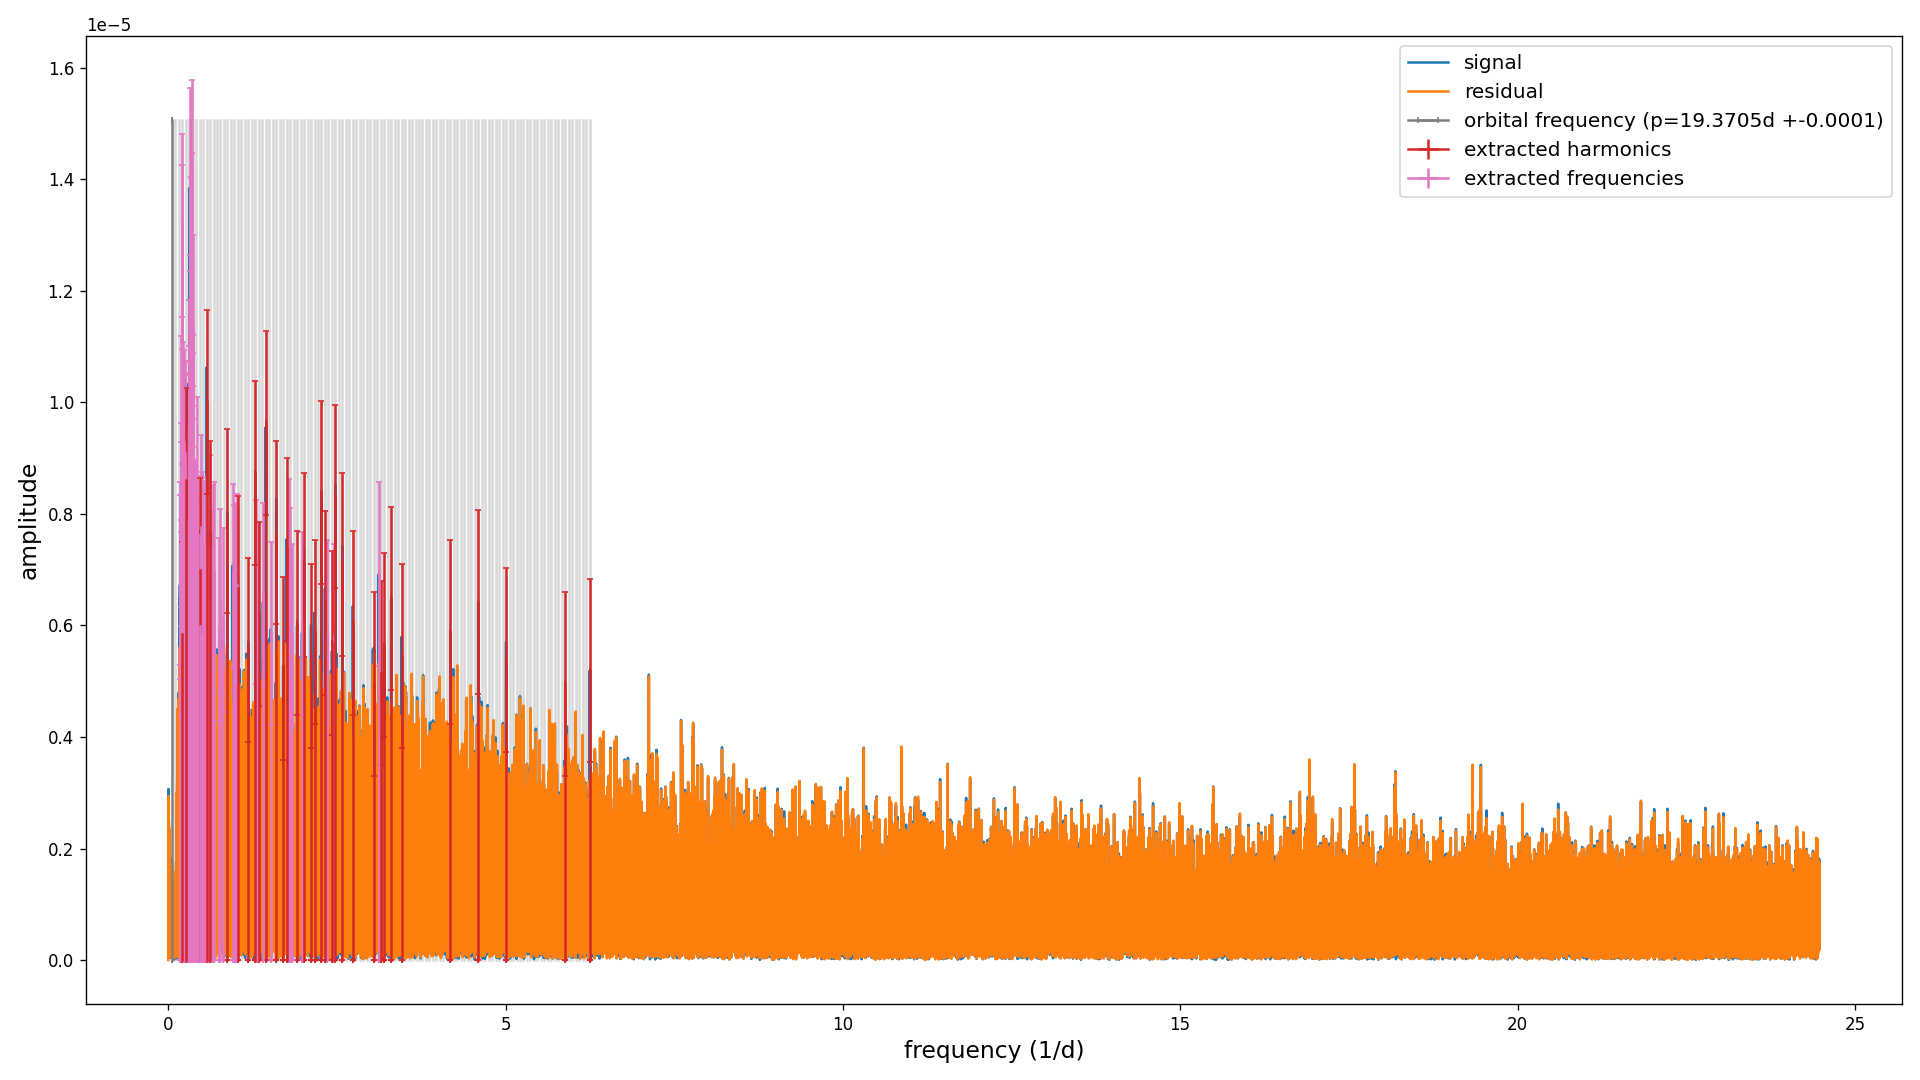 1e−5
1.6
1.4
1.2
1.0
0.8
0.6
0.4
0.2
0.0
amplitude
signal
residual
orbital frequency (p=19.3705d +-0.0001)
extracted harmonics
extracted frequencies
0 5 10 15 20 25
frequency (1/d)